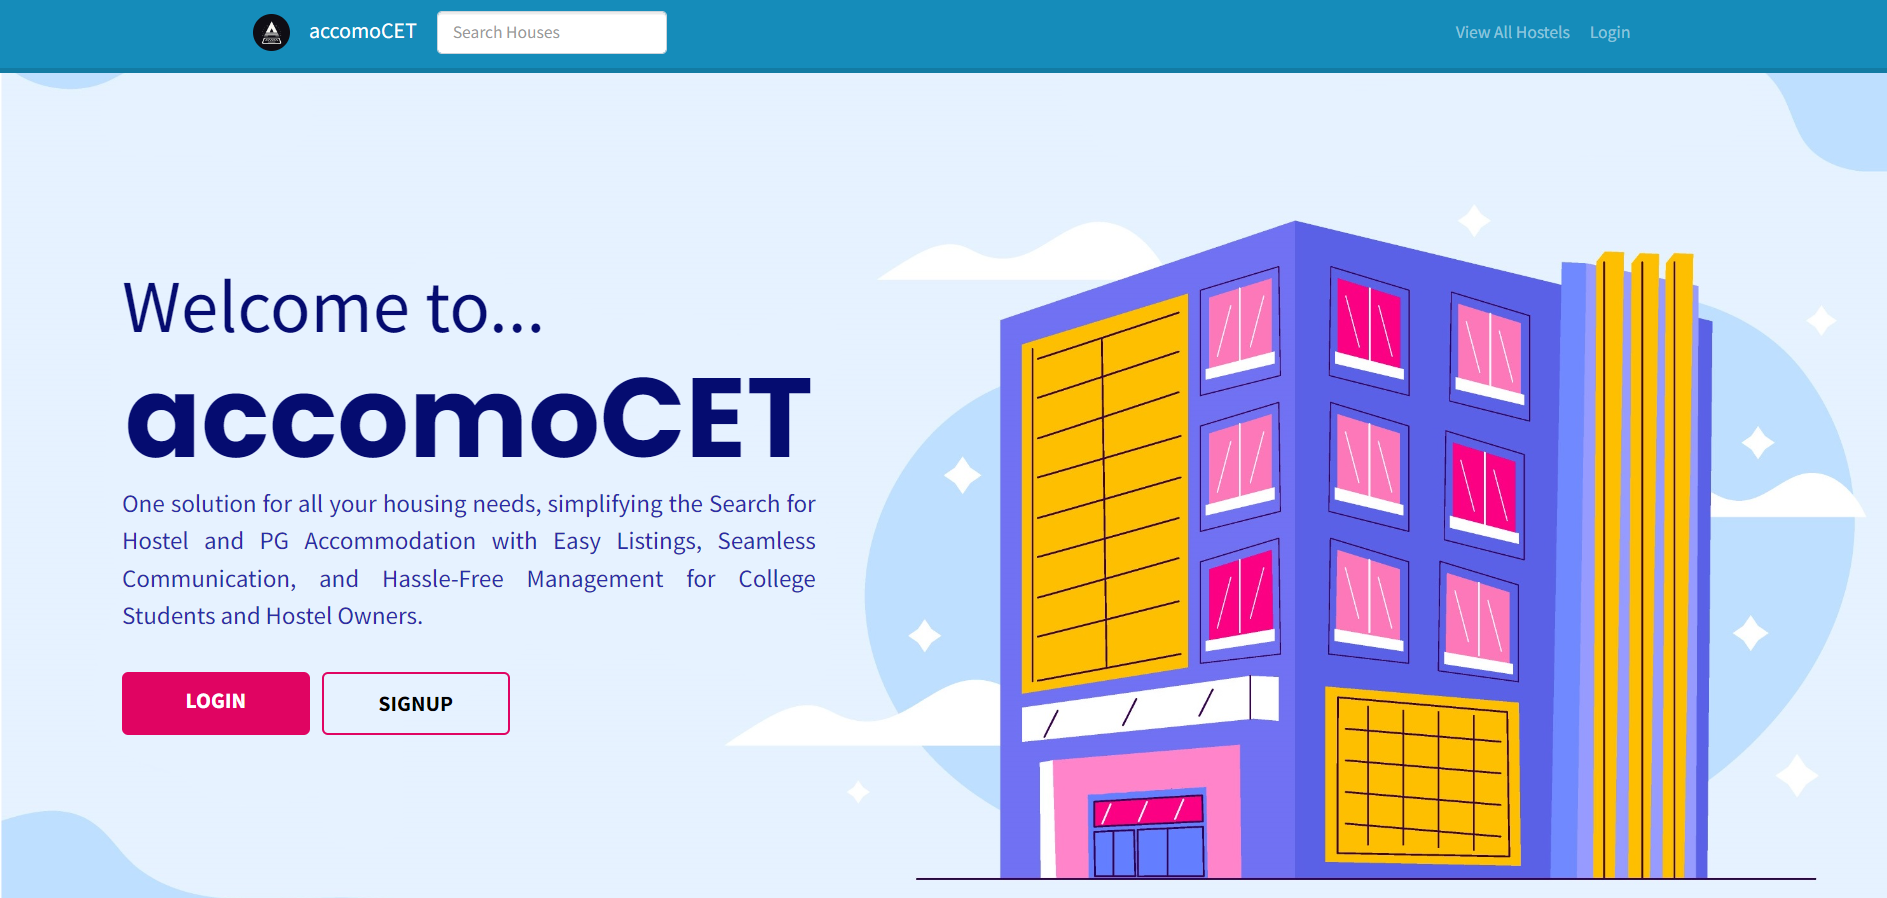 accomoCET
Search Houses
View All Hostels
Login
Welcome to...
accomoCET
One solution for all your housing needs, simplifying the Search for
Hostel and PG Accommodation with Easy Listings, Seamless
Communication, and Hassle-Free Management for College
Students and Hostel Owners.
LOGIN
SIGNUP